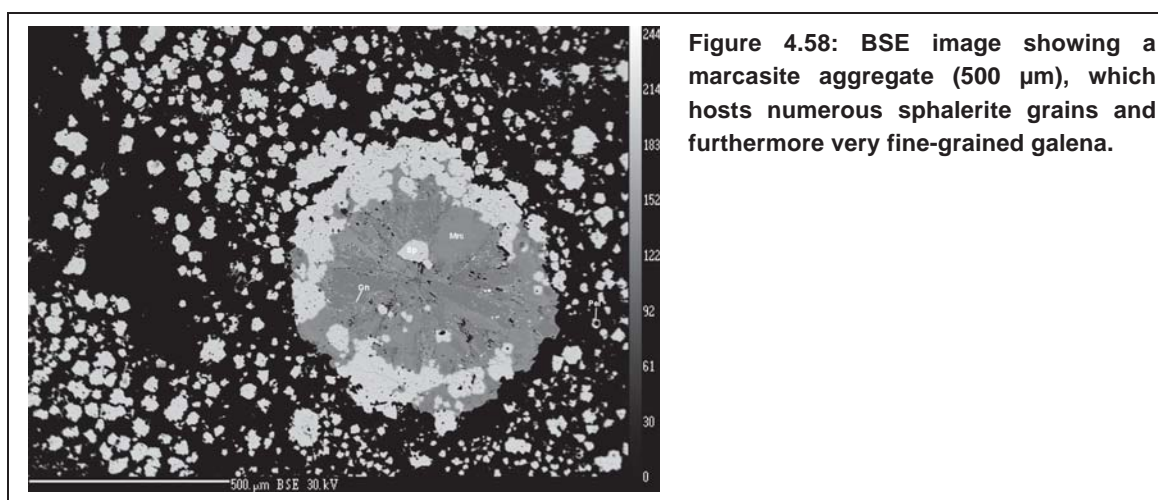 244
214
183
152
122
92
61
30
0
Mrc
Sp
Gn
500.µm BSE 30.kV
Figure 4.58: BSE image showing a
marcasite aggregate (500 µm), which
hosts numerous sphalerite grains and
furthermore very fine-grained galena.